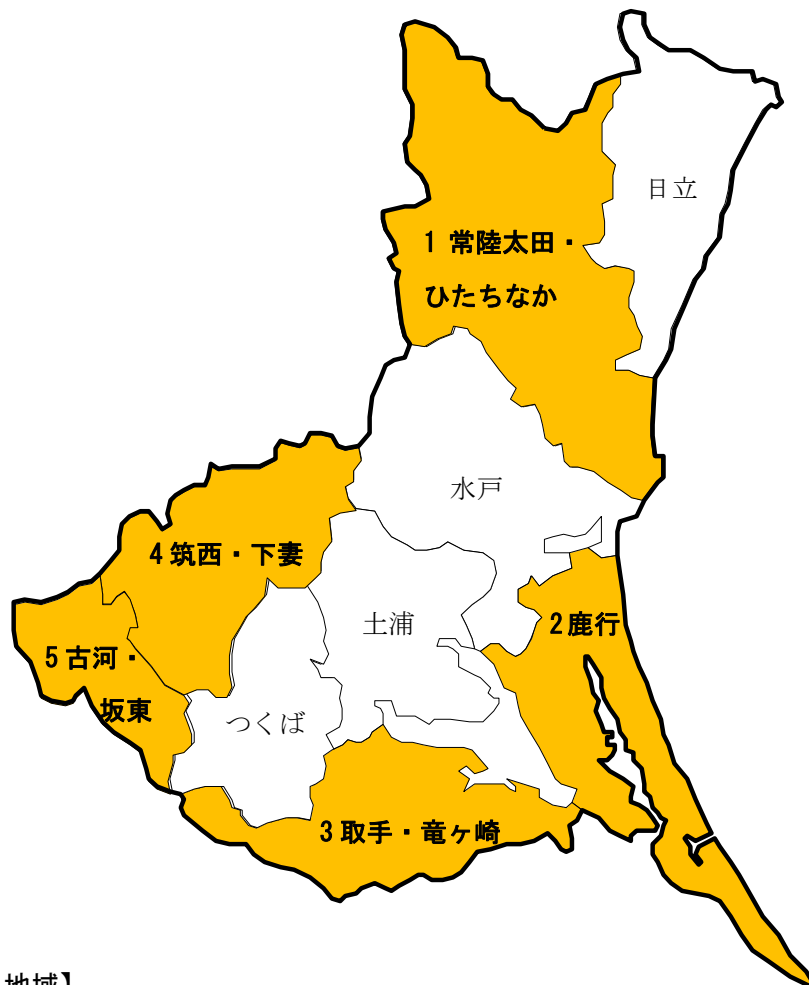 日立
1 常陸太田・
ひたちなか
水戸
4 筑西・下妻
土浦
2 鹿行
5 古河・
坂東
つくば
3 取手・竜ヶ崎
地域】